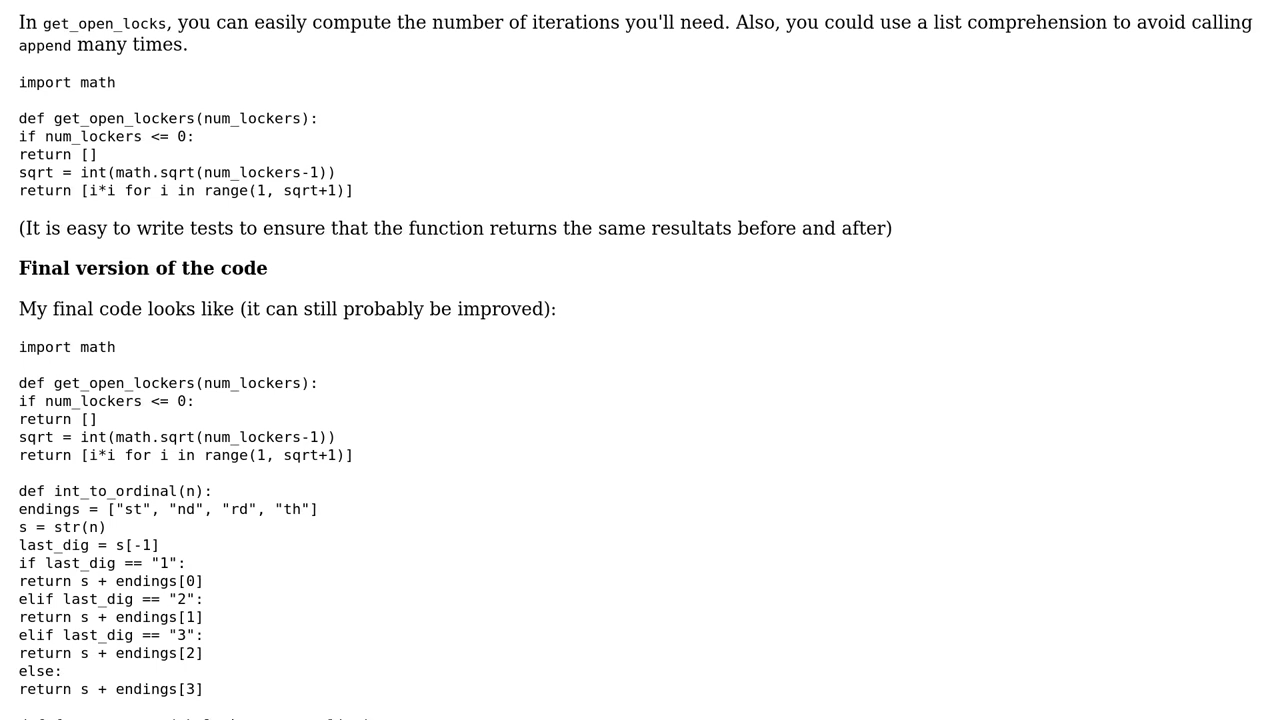 In get_open_locks, you can easily compute the number of iterations you'll need. Also, you could use a list comprehension to avoid calling
append many times.
import math
def get_open_lockers(num_lockers):
if num_lockers <= 0:
return []
sqrt = int(math.sqrt(num_lockers-1))
return [i*i for i in range(1, sqrt+1)]
(It is easy to write tests to ensure that the function returns the same resultats before and after)
Final version of the code
My final code looks like (it can still probably be improved):
import math
def get_open_lockers(num_lockers):
if num_lockers <= 0:
return []
sqrt = int(math.sqrt(num_lockers-1))
return [i*i for i in range(1, sqrt+1)]
def int_to_ordinal(n):
endings = ["st", "nd", "rd", "th"]
s = str(n)
last_dig = s[-1]
if last_dig == "1":
return s + endings[0]
elif last_dig == "2":
return s + endings[1]
elif last_dig == "3":
return s + endings[2]
else:
return s + endings[3]